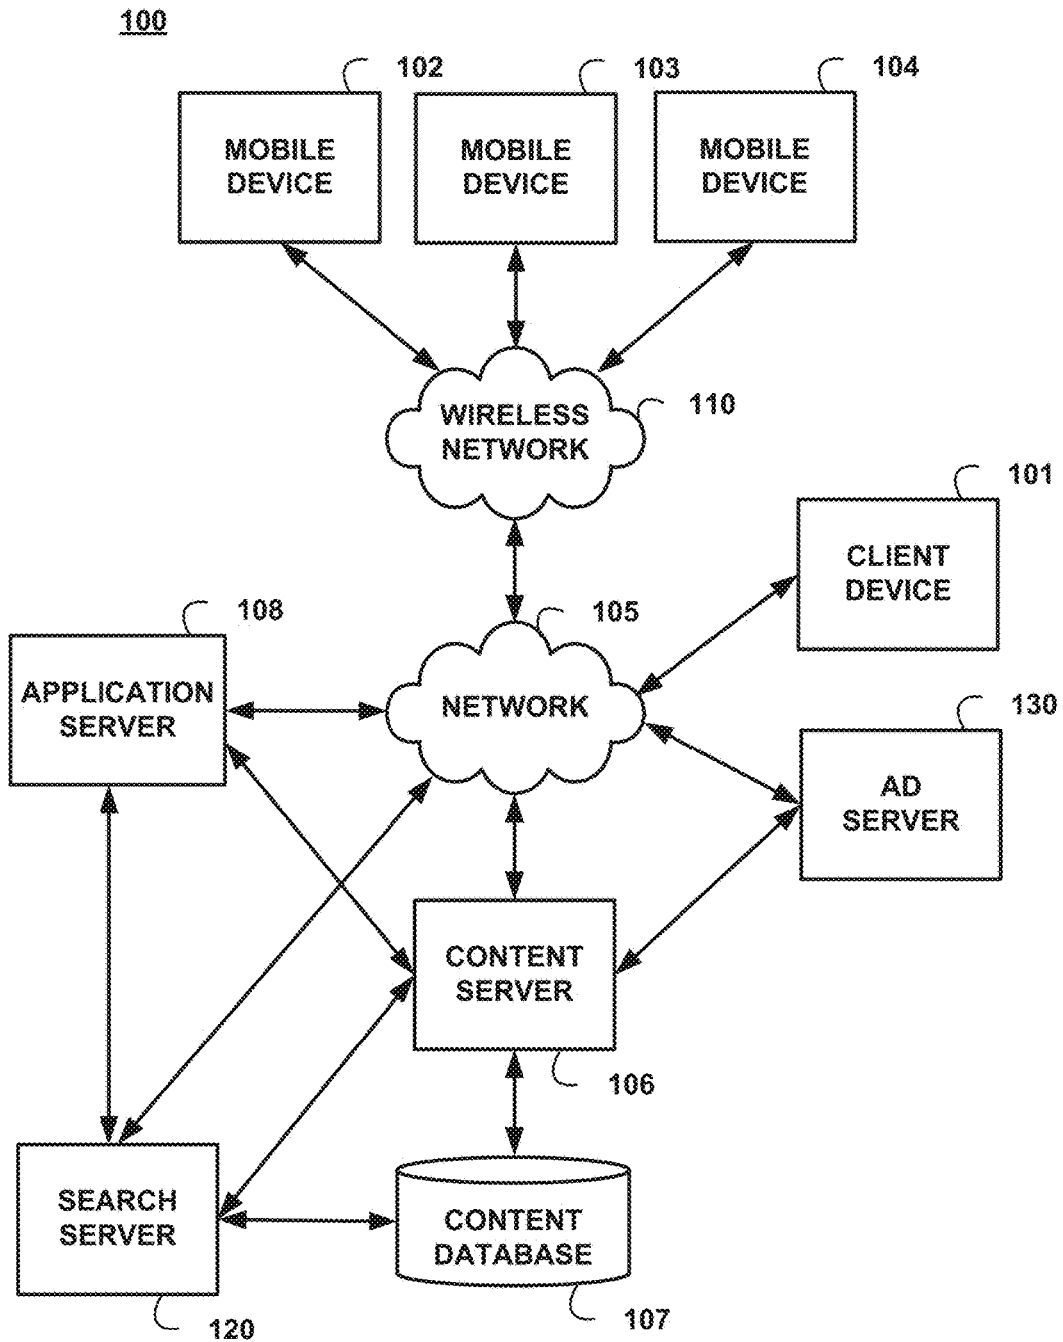 100
102
103
104
MOBILE
DEVICE
MOBILE
DEVICE
MOBILE
DEVICE
110
WIRELESS
NETWORK
101
CLIENT
DEVICE
108
105
APPLICATION
SERVER
NETWORK
130
AD
SERVER
CONTENT
SERVER
106
SEARCH
SERVER
CONTENT
DATABASE
120
107